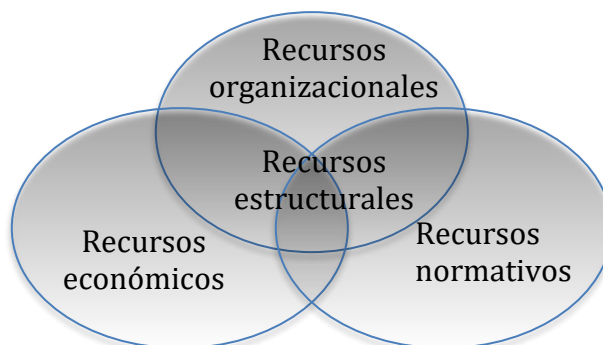 Recursos
organizacionales
Recursos
estructurales
Recursos
económicos
Recursos
normativos